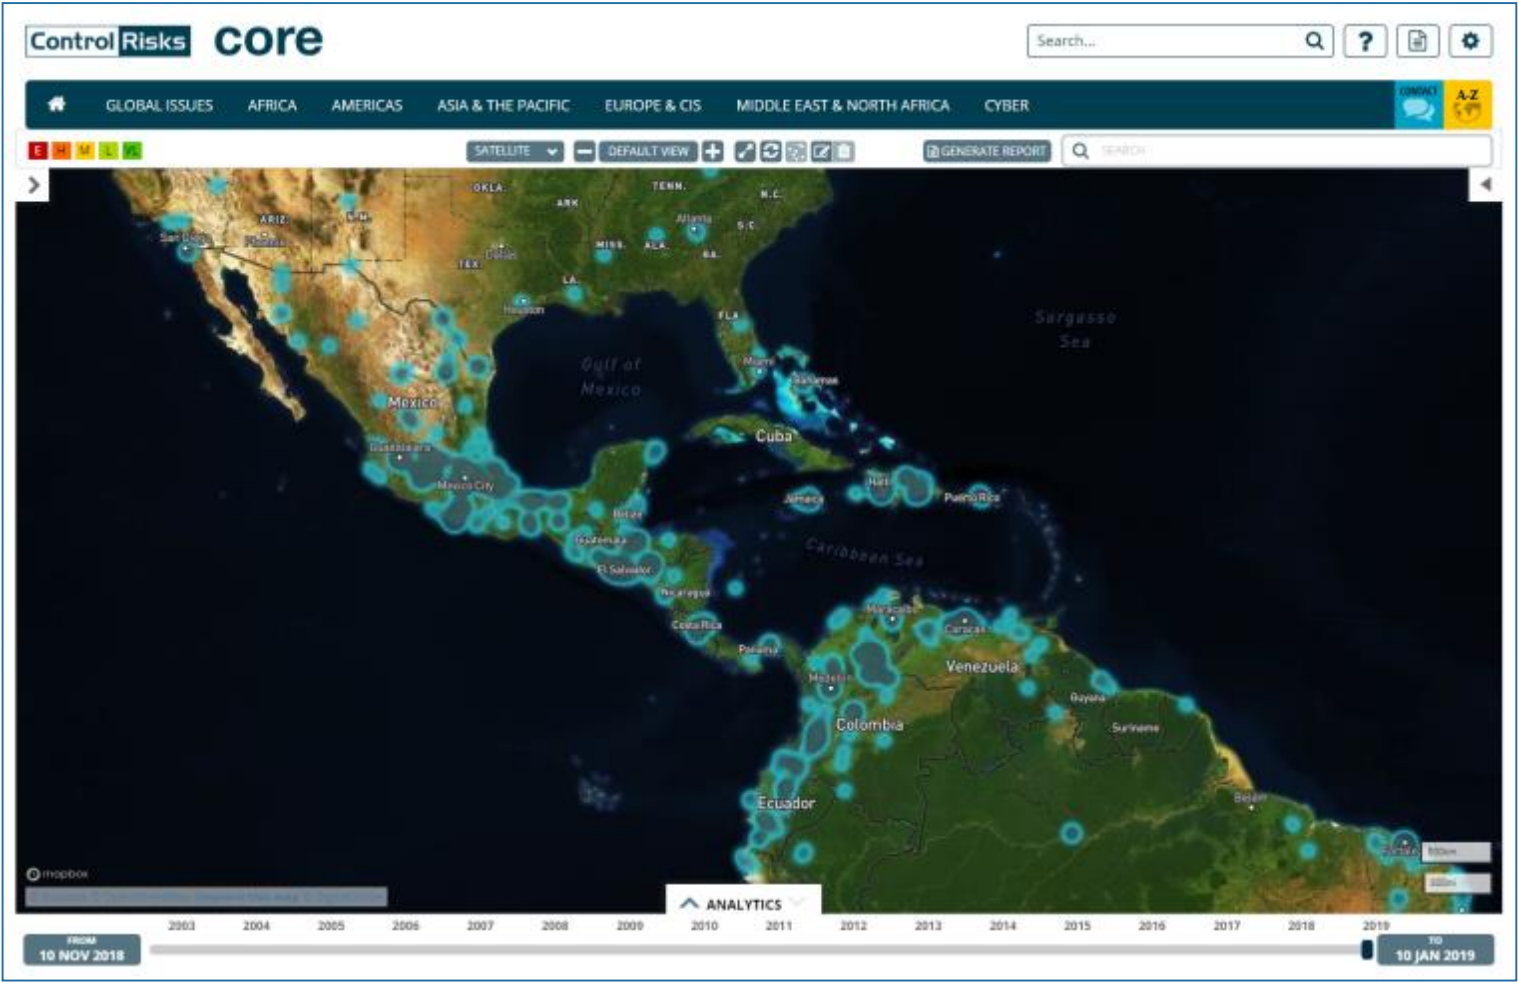 ControlRisks core
Search...
?
GLOBAL ISSUES AFRICA AMERICAS ASIA & THE PACIFIC EUROPE & CIS MIDDLE EAST & NORTH AFRICA CYBER
CONTACT A-Z
E H M L VL SATELLITE DEFAULT VIEW GENERATE REPORT SEARCH
OKLA. TENN. N.C.
ARK
ARIZ. N.M. Atlanta S.C.
San Diego Phoenix MISS. ALA. GA.
TEX. Dallas
LA.
Houston FLA
Sargasso
Sea
Gulf of
Mexico
Miami
Bahamas
Mexico
Guadalajara Cuba
Mexico City Haiti
Jamaica Puerto Rico
Belize
Guatemala Caribbean Sea
El Salvador
Nicaragua
Maracaibo
Costa Rica Caracas
Panama
Medellín Venezuela
Guyana
Colombia Suriname
Ecuador Belém
mapbox
ANALYTICS
2003 2004 2005 2006 2007 2008 2009 2010 2011 2012 2013 2014 2015 2016 2017 2018 2019
FROM
10 NOV 2018
TO
10 JAN 2019